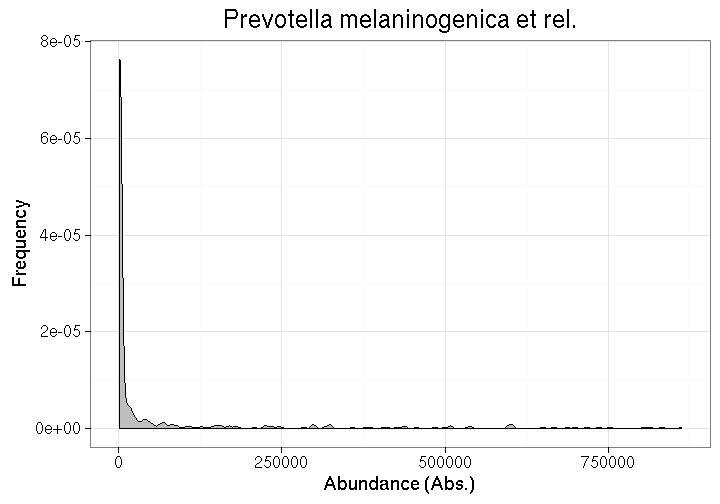 Prevotella melaninogenica et rel.
8e-05
6e-05
4e-05
2e-05
0e+00
Frequency
0 250000 500000 750000
Abundance (Abs.)